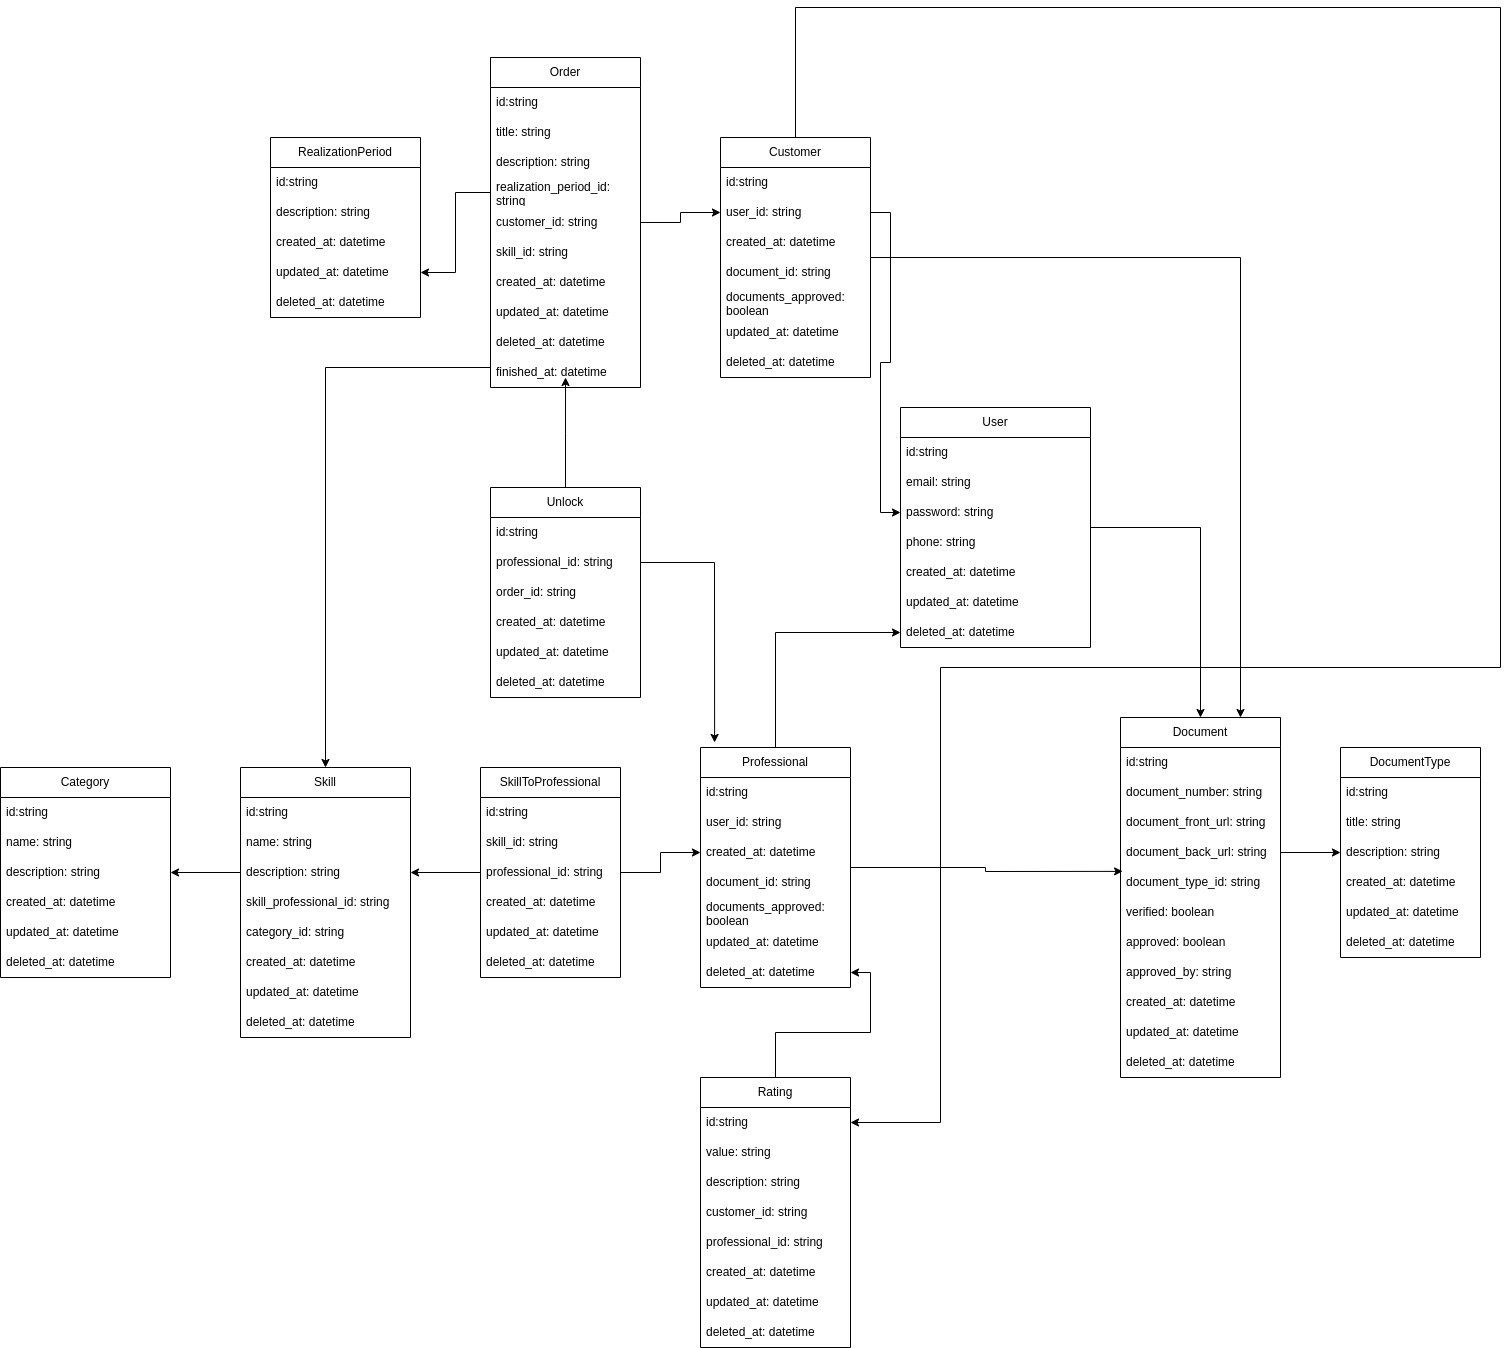 Order
id:string
title: string
description: string
realization_period_id:
string
customer_id: string
skill_id: string
created_at: datetime
updated_at: datetime
deleted_at: datetime
finished_at: datetime
RealizationPeriod
id:string
description: string
created_at: datetime
updated_at: datetime
deleted_at: datetime
Customer
id:string
user_id: string
created_at: datetime
document_id: string
documents_approved:
boolean
updated_at: datetime
deleted_at: datetime
User
id:string
email: string
password: string
phone: string
created_at: datetime
updated_at: datetime
deleted_at: datetime
Unlock
id:string
professional_id: string
order_id: string
created_at: datetime
updated_at: datetime
deleted_at: datetime
Category
id:string
name: string
description: string
created_at: datetime
updated_at: datetime
deleted_at: datetime
Skill
id:string
name: string
description: string
skill_professional_id: string
category_id: string
created_at: datetime
updated_at: datetime
deleted_at: datetime
SkillToProfessional
id:string
skill_id: string
professional_id: string
created_at: datetime
updated_at: datetime
deleted_at: datetime
Professional
id:string
user_id: string
created_at: datetime
document_id: string
documents_approved:
boolean
updated_at: datetime
deleted_at: datetime
Document
id:string
document_number: string
document_front_url: string
document_back_url: string
document_type_id: string
verified: boolean
approved: boolean
approved_by: string
created_at: datetime
updated_at: datetime
deleted_at: datetime
DocumentType
id:string
title: string
description: string
created_at: datetime
updated_at: datetime
deleted_at: datetime
Rating
id:string
value: string
description: string
customer_id: string
professional_id: string
created_at: datetime
updated_at: datetime
deleted_at: datetime